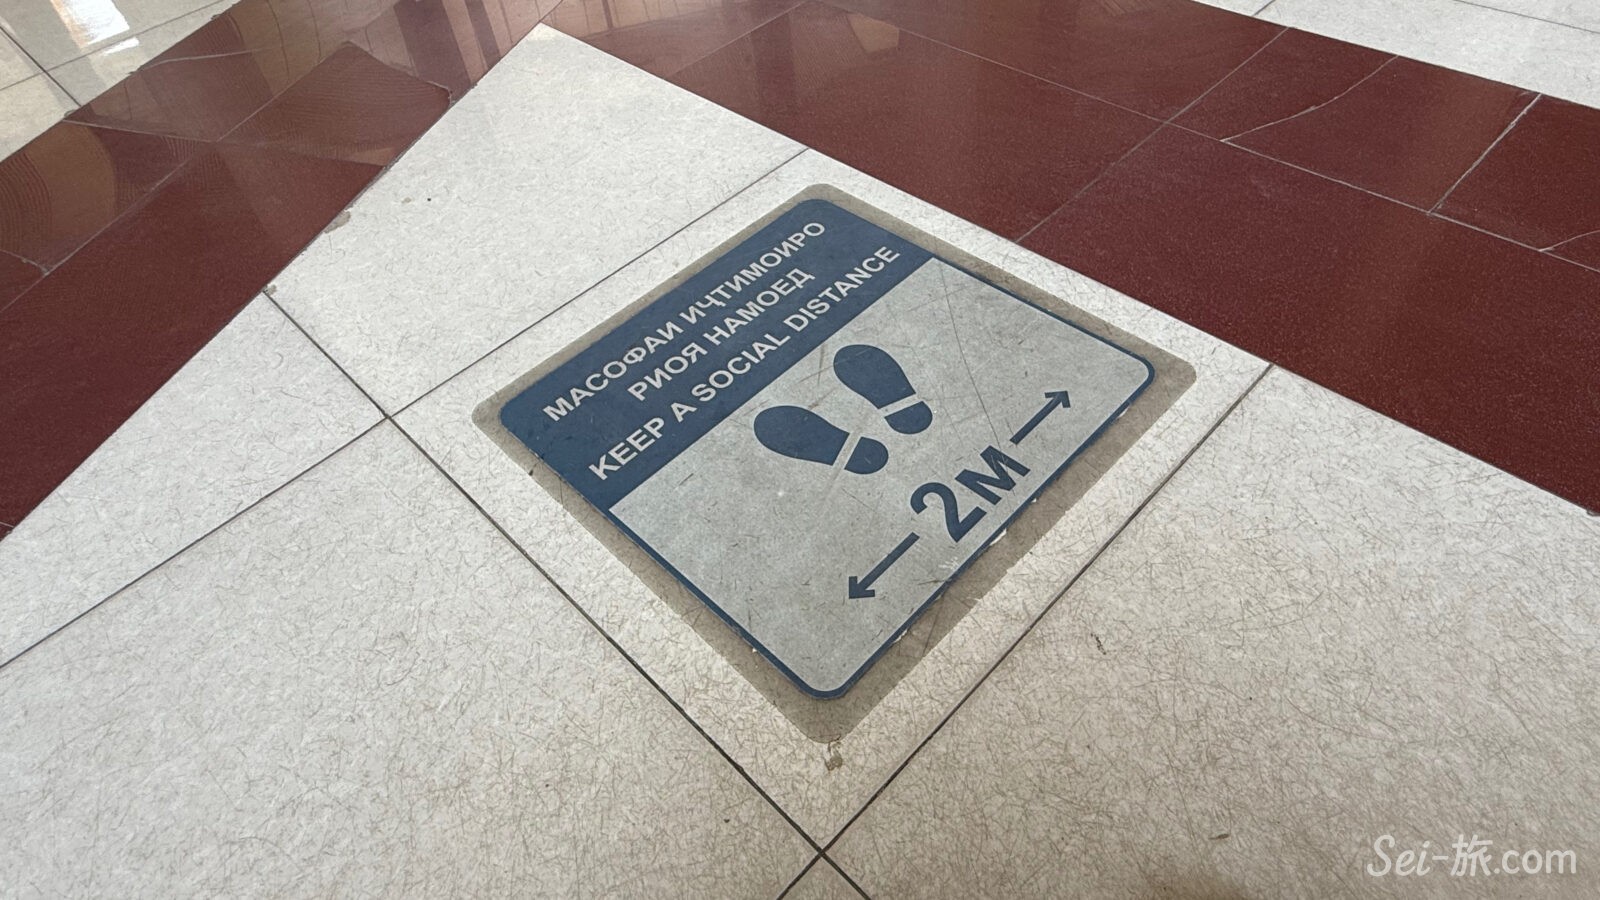 МАСОФАИ ИҶТИМОИРО
РИОЯ НАМОЕД
KEEP A SOCIAL DISTANCE
2M
Sei-旅.com